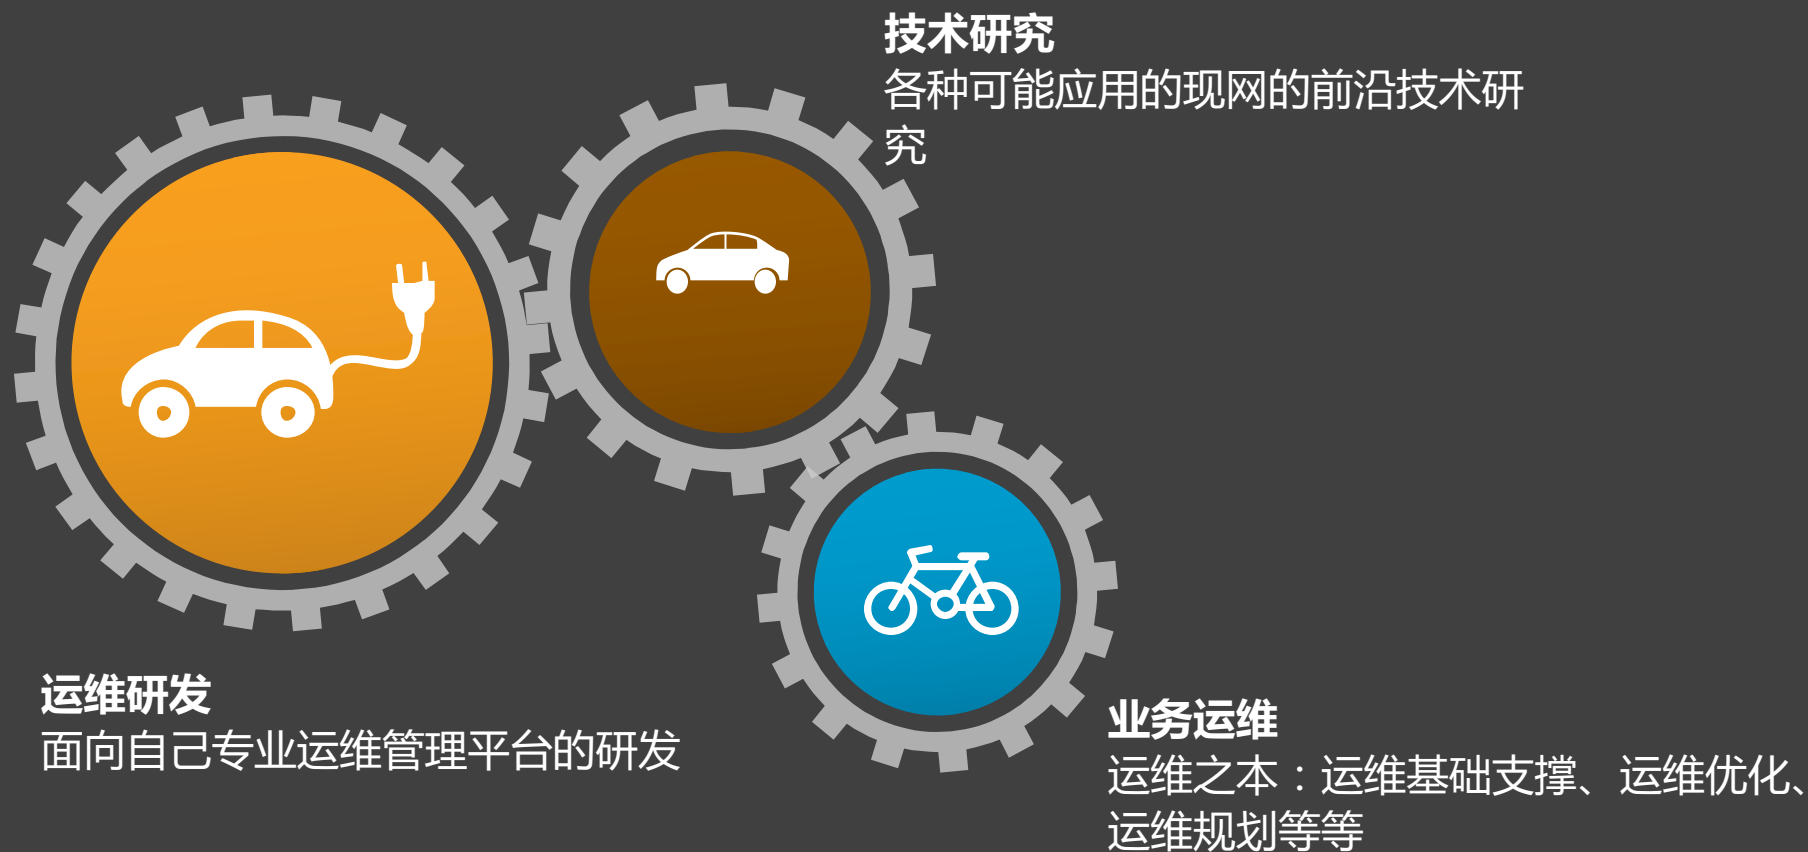 技术研究
各种可能应用的现网的前沿技术研
究
运维研发
面向自己专业运维管理平台的研发
业务运维
运维之本：运维基础支撑、运维优化、
运维规划等等